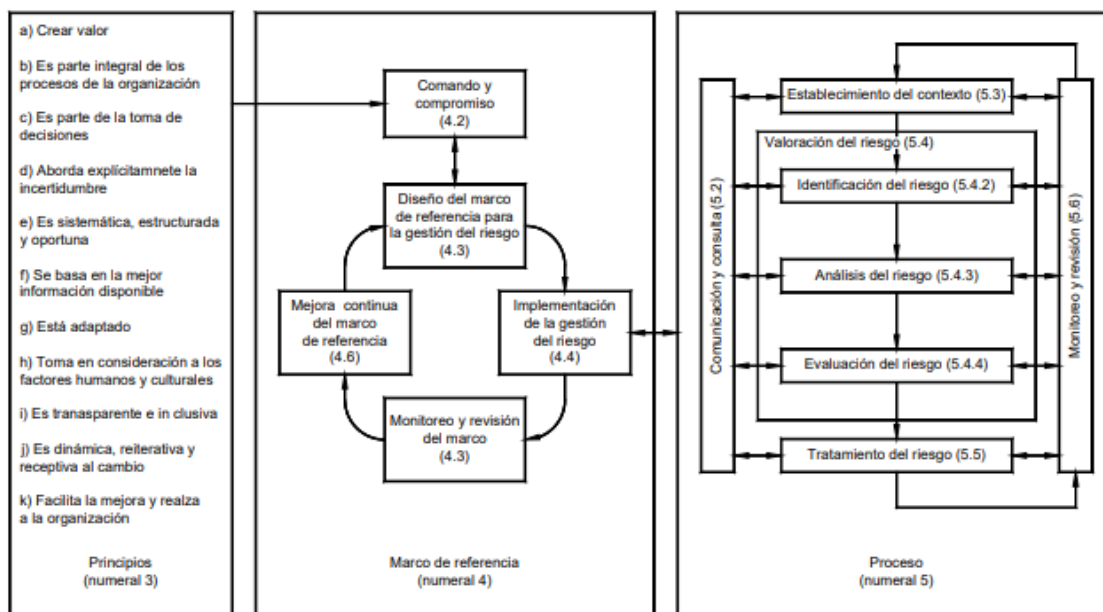 a) Crear valor
b) Es parte integral de los
procesos de la organización
c) Es parte de la toma de
decisiones
d) Aborda explícitamnete la
incertidumbre
e) Es sistemática, estructurada
y oportuna
f) Se basa en la mejor
información disponible
g) Está adaptado
h) Toma en consideración a los
factores humanos y culturales
i) Es tranasparente e in clusiva
j) Es dinámica, reiterativa y
receptiva al cambio
k) Facilita la mejora y realza
a la organización
Principios
(numeral 3)
Comando y
compromiso
(4.2)
Diseño del marco
de referencia para
la gestión del riesgo
(4.3)
Mejora continua
del marco
de referencia
(4.6)
Implementación
de la gestión
del riesgo
(4.4)
Monitoreo y revisión
del marco
(4.3)
Marco de referencia
(numeral 4)
Comunicación y consulta (5.2)
Establecimiento del contexto (5.3)
Valoración del riesgo (5.4)
Identificación del riesgo (5.4.2)
Análisis del riesgo (5.4.3)
Evaluación del riesgo (5.4.4)
Tratamiento del riesgo (5.5)
Monitoreo y revisión (5.6)
Proceso
(numeral 5)